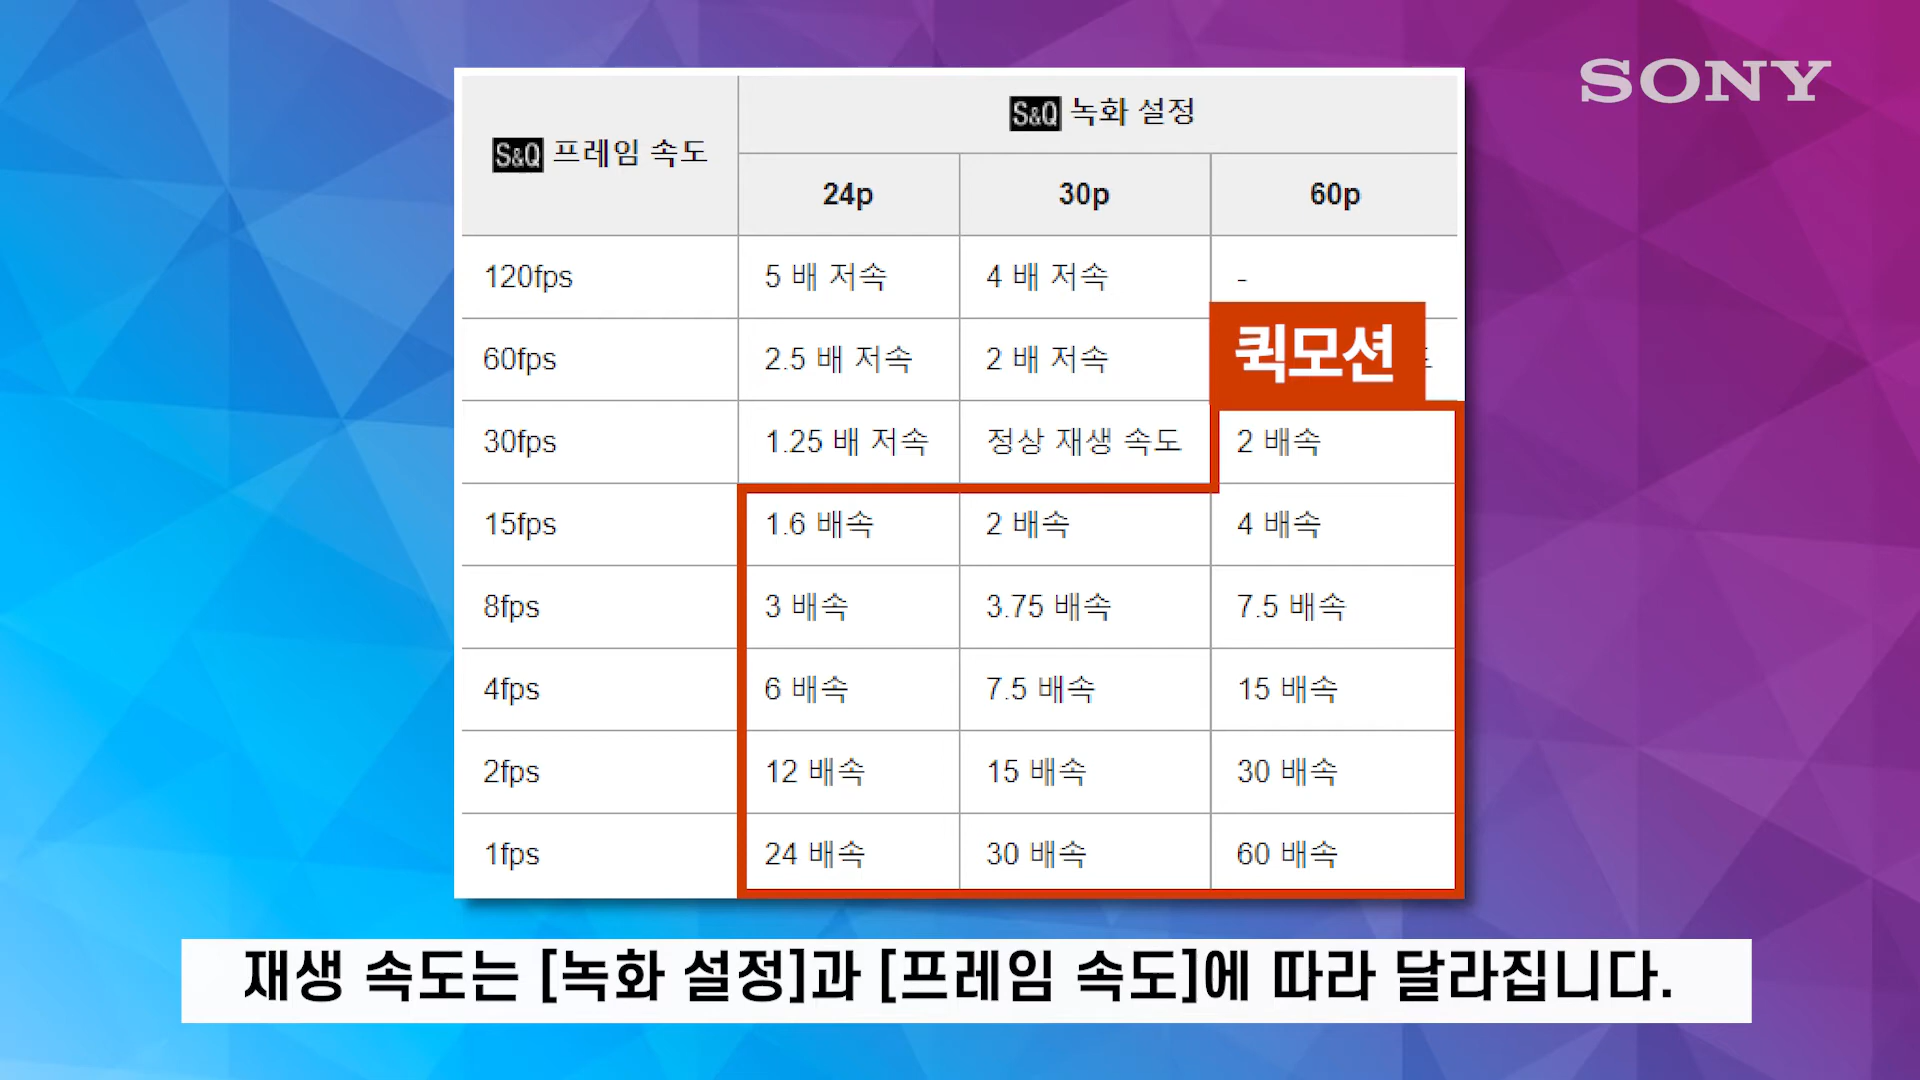 SONY
S&Q 녹화 설정
S&Q 프레임 속도
24p 30p 60p
120fps 5 배 저속 4 배 저속 -
퀵모션
60fps 2.5 배 저속 2 배 저속
30fps 1.25 배 저속 정상 재생 속도 2 배속
15fps 1.6 배속 2 배속 4 배속
8fps 3 배속 3.75 배속 7.5 배속
4fps 6 배속 7.5 배속 15 배속
2fps 12 배속 15 배속 30 배속
1fps 24 배속 30 배속 60 배속
재생 속도는 [녹화 설정]과 [프레임 속도]에 따라 달라집니다.